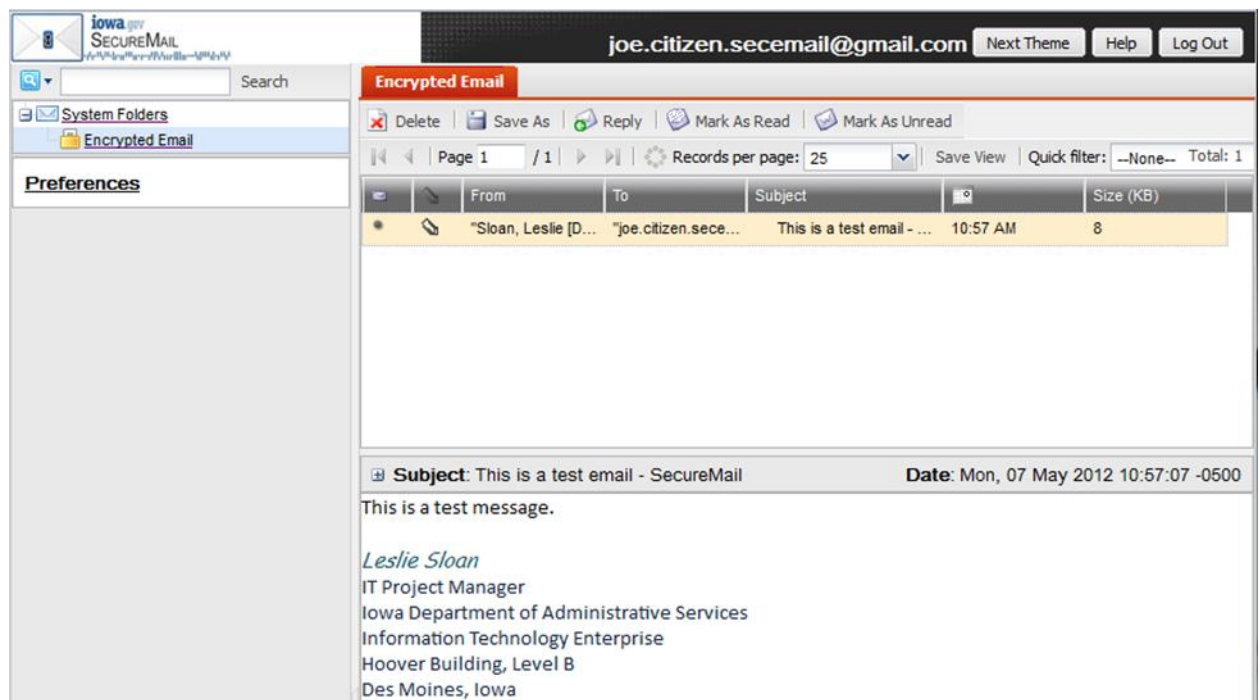 iowa.gov
SECUREMAIL
joe.citizen.secemail@gmail.com Next Theme Help Log Out
Search
Encrypted Email
System Folders
Encrypted Email
Preferences
Delete Save As Reply Mark As Read Mark As Unread
Page 1 / 1 Records per page: 25 Save View Quick filter: --None-- Total: 1
From To Subject Size (KB)
"Sloan, Leslie [D... "joe.citizen.sece... This is a test email - ... 10:57 AM 8
Subject: This is a test email - SecureMail Date: Mon, 07 May 2012 10:57:07 -0500
This is a test message.
Leslie Sloan
IT Project Manager
Iowa Department of Administrative Services
Information Technology Enterprise
Hoover Building, Level B
Des Moines, Iowa